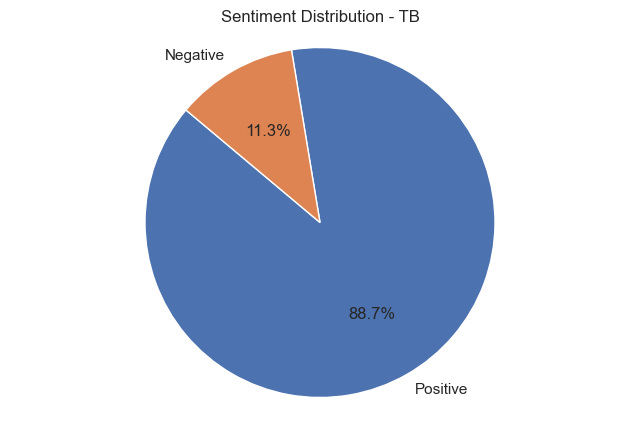 Sentiment Distribution - TB
Negative
11.3%
88.7%
Positive